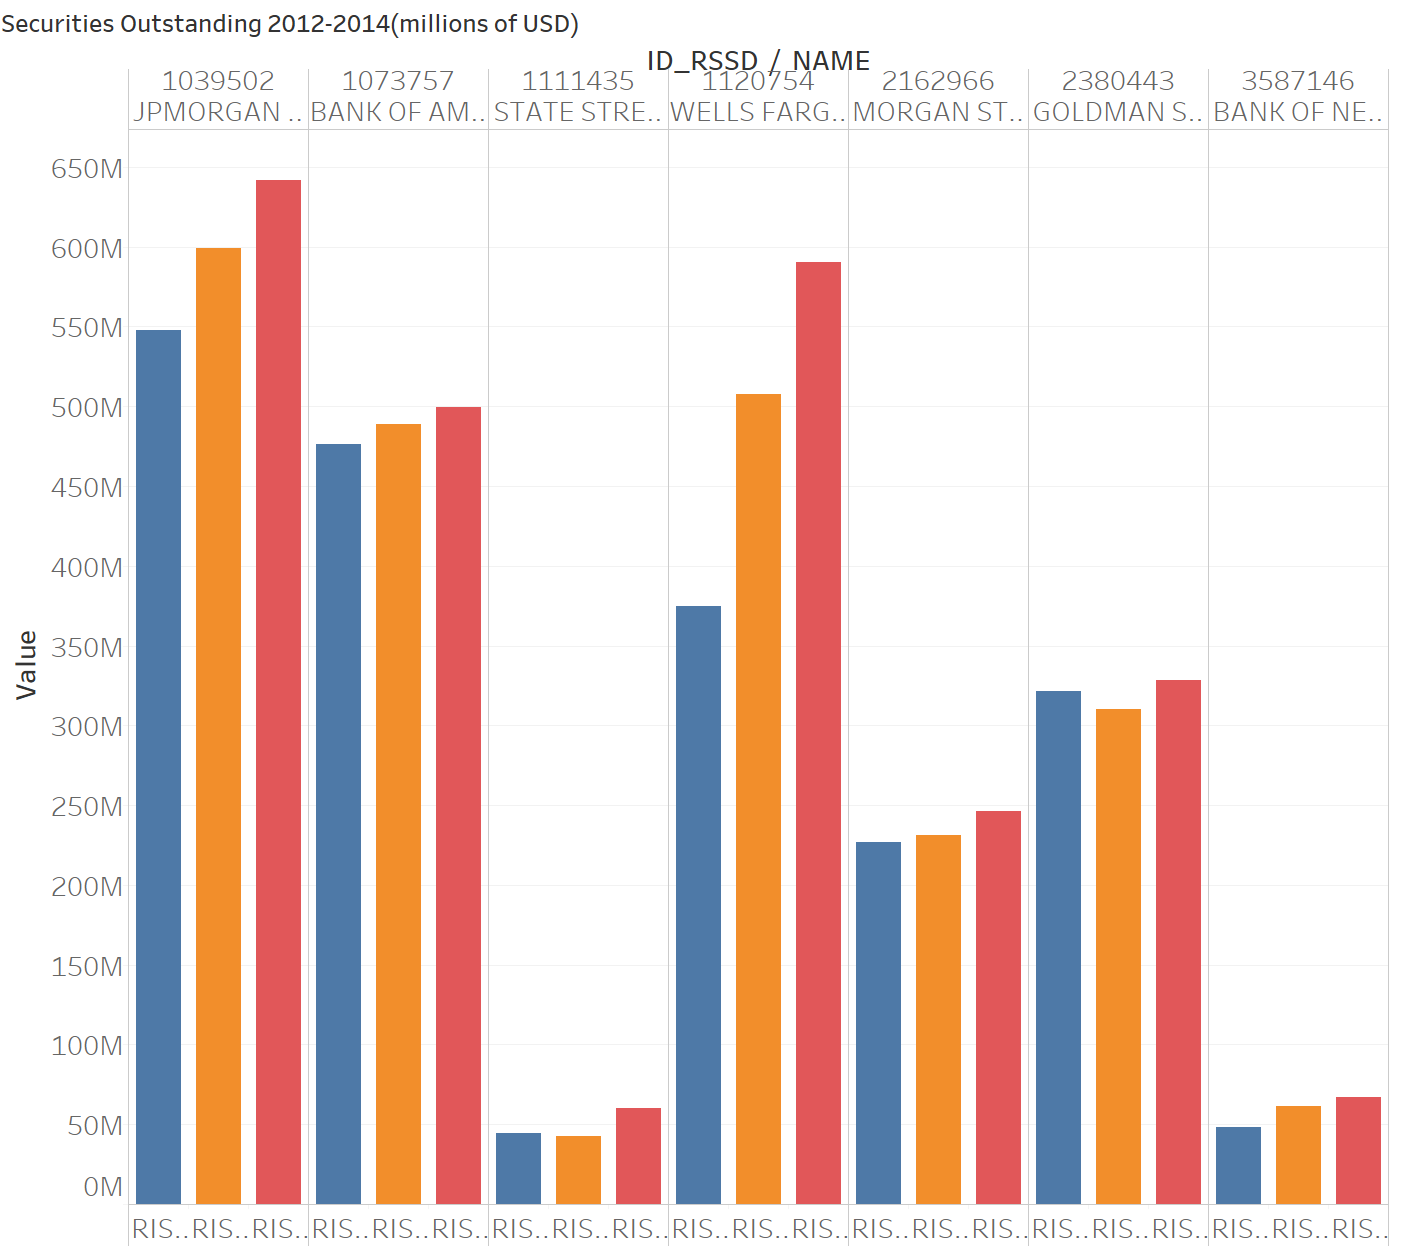 Securities Outstanding 2012-2014(millions of USD)
ID_RSSD / NAME
1039502 1073757 1111435 1120754 2162966 2380443 3587146
JPMORGAN .. BANK OF AM.. STATE STRE.. WELLS FARG.. MORGAN ST.. GOLDMAN S.. BANK OF NE..
650M
600M
550M
500M
450M
400M
350M
300M
250M
200M
150M
100M
50M
0M
Value
RIS.. RIS.. RIS.. RIS.. RIS.. RIS.. RIS.. RIS.. RIS.. RIS.. RIS.. RIS.. RIS.. RIS.. RIS.. RIS.. RIS.. RIS.. RIS.. RIS.. RIS..